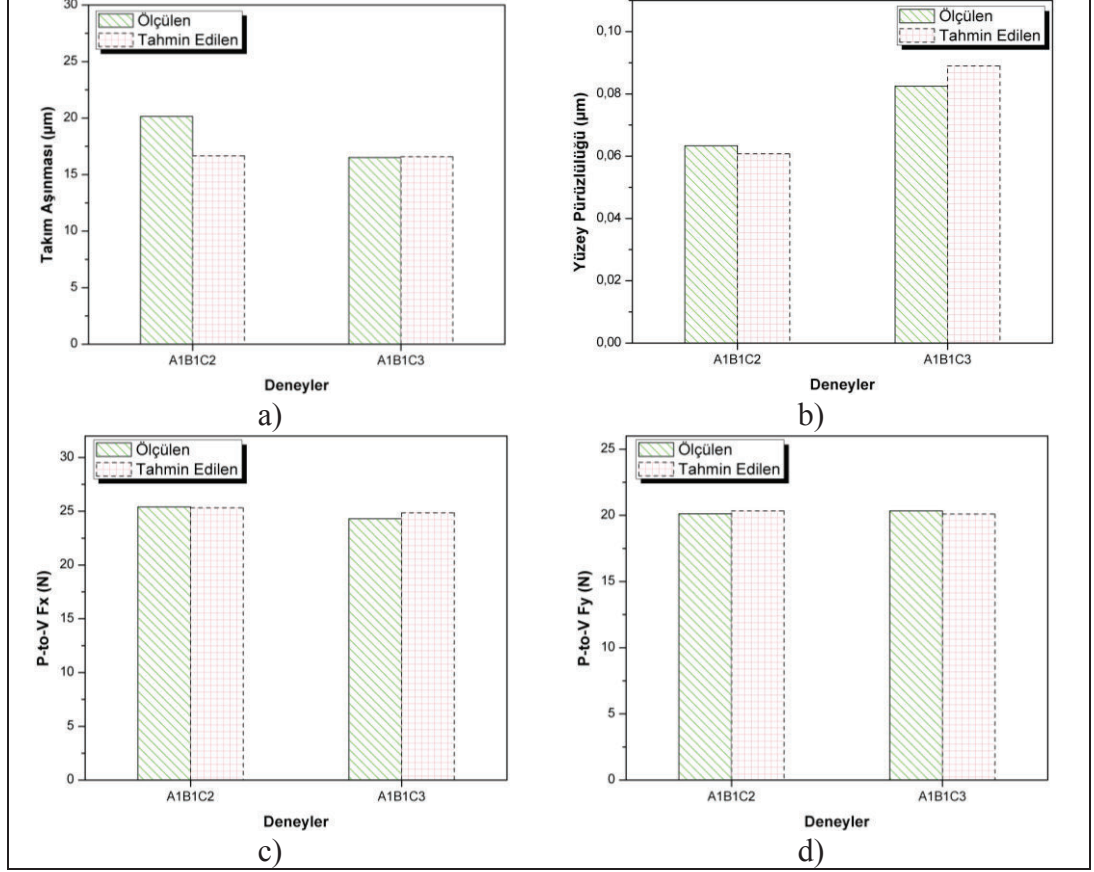 30
25
20
15
10
5
0
Takım Aşınması (µm)
Ölçülen
Tahmin Edilen
A1B1C2 A1B1C3
Deneyler
a)
0,10
0,08
0,06
0,04
0,02
0,00
Yüzey Pürüzlülüğü (µm)
Ölçülen
Tahmin Edilen
A1B1C2 A1B1C3
Deneyler
b)
30
25
20
15
10
5
0
P-to-V Fx (N)
Ölçülen
Tahmin Edilen
A1B1C2 A1B1C3
Deneyler
c)
25
20
15
10
5
0
P-to-V Fy (N)
Ölçülen
Tahmin Edilen
A1B1C2 A1B1C3
Deneyler
d)